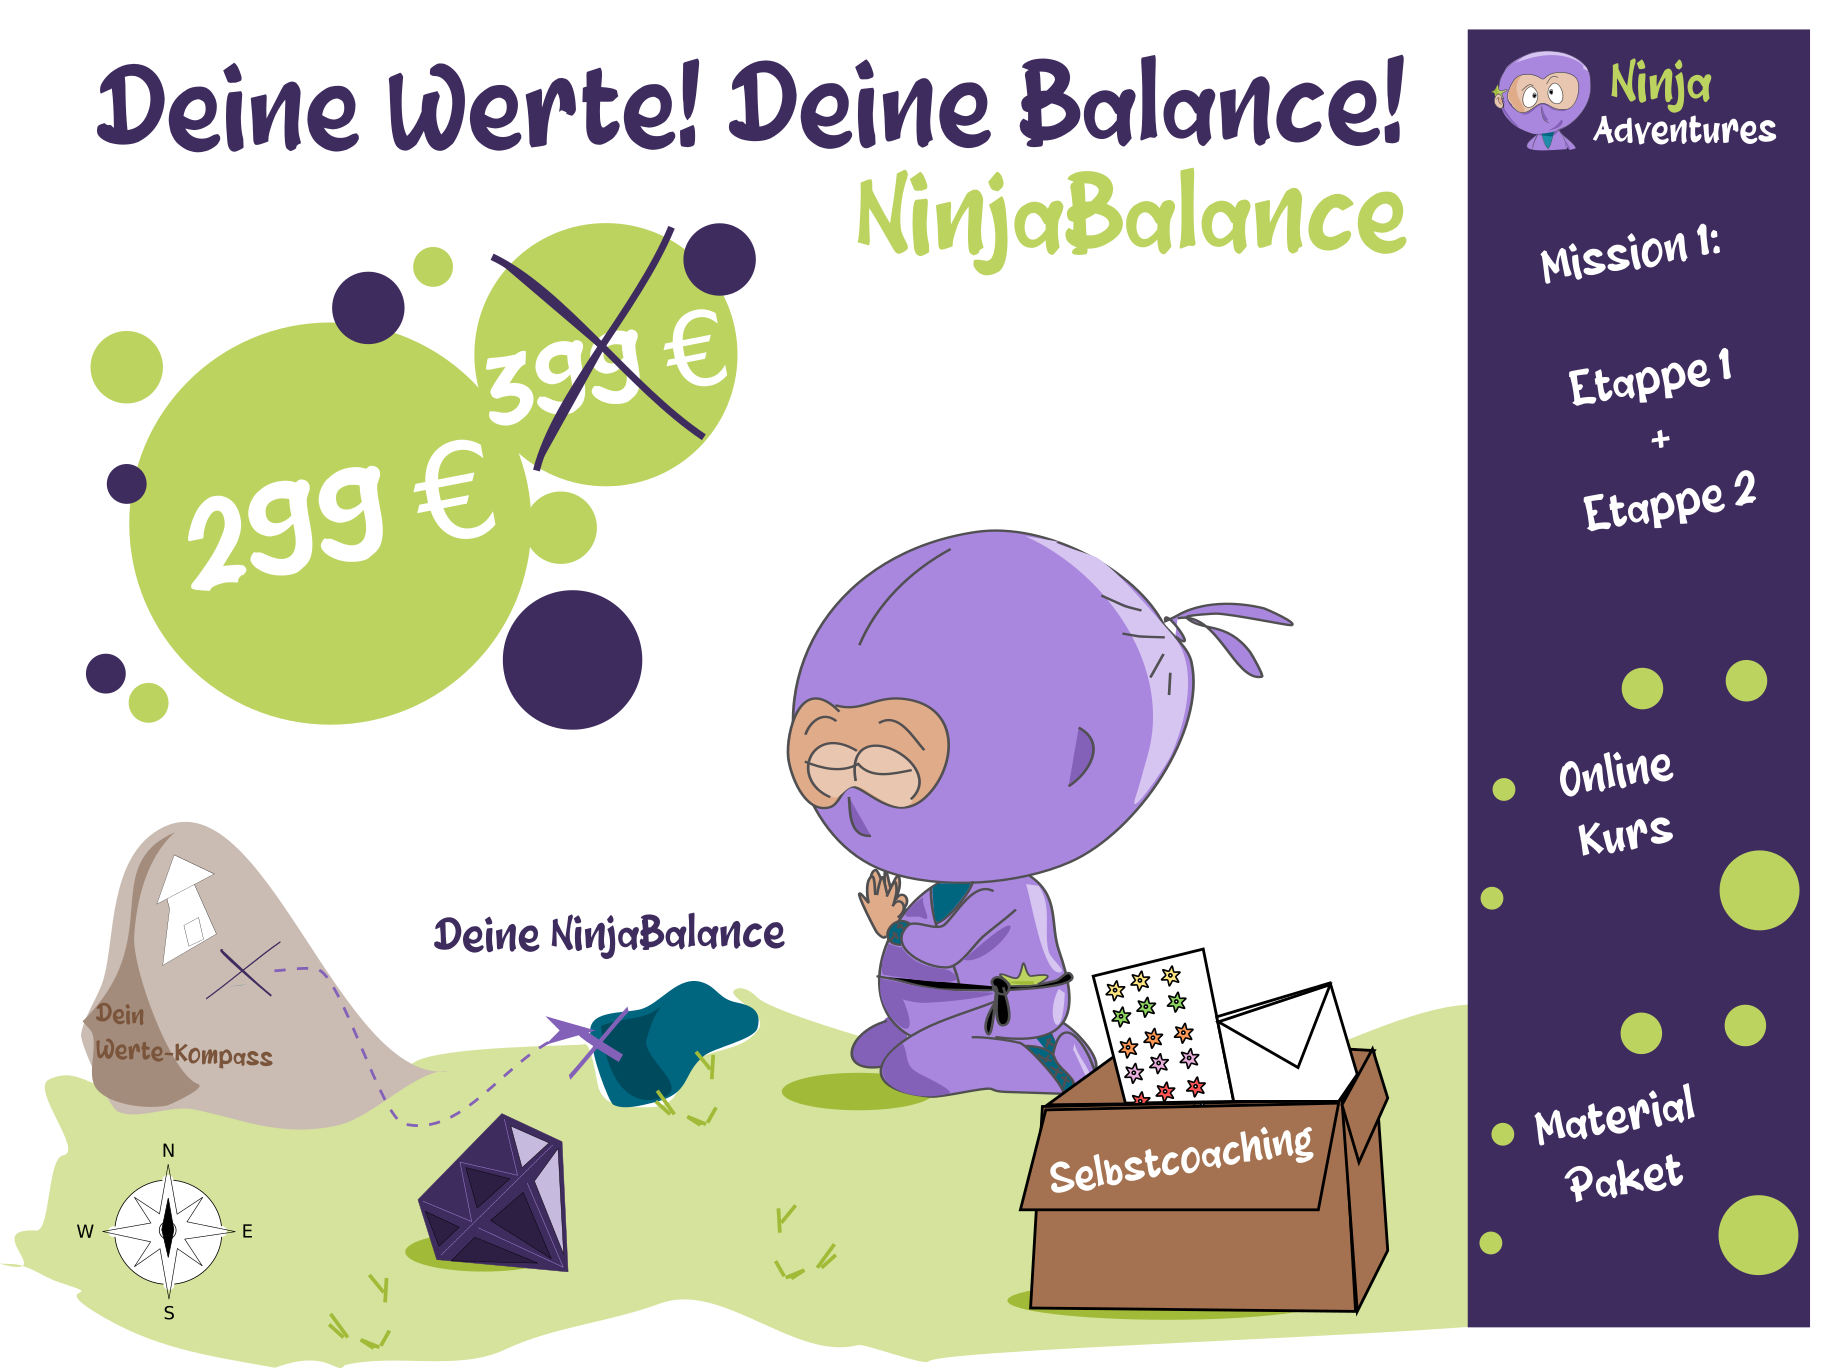 Deine Werte! Deine Balance!
NinjaBalance
399 €
299 €
Deine NinjaBalance
Dein
Werte-Kompass
N
W
E
S
Selbstcoaching
Ninja
Adventures
Mission 1:
Etappe 1
+
Etappe 2
Online
Kurs
Material
Paket